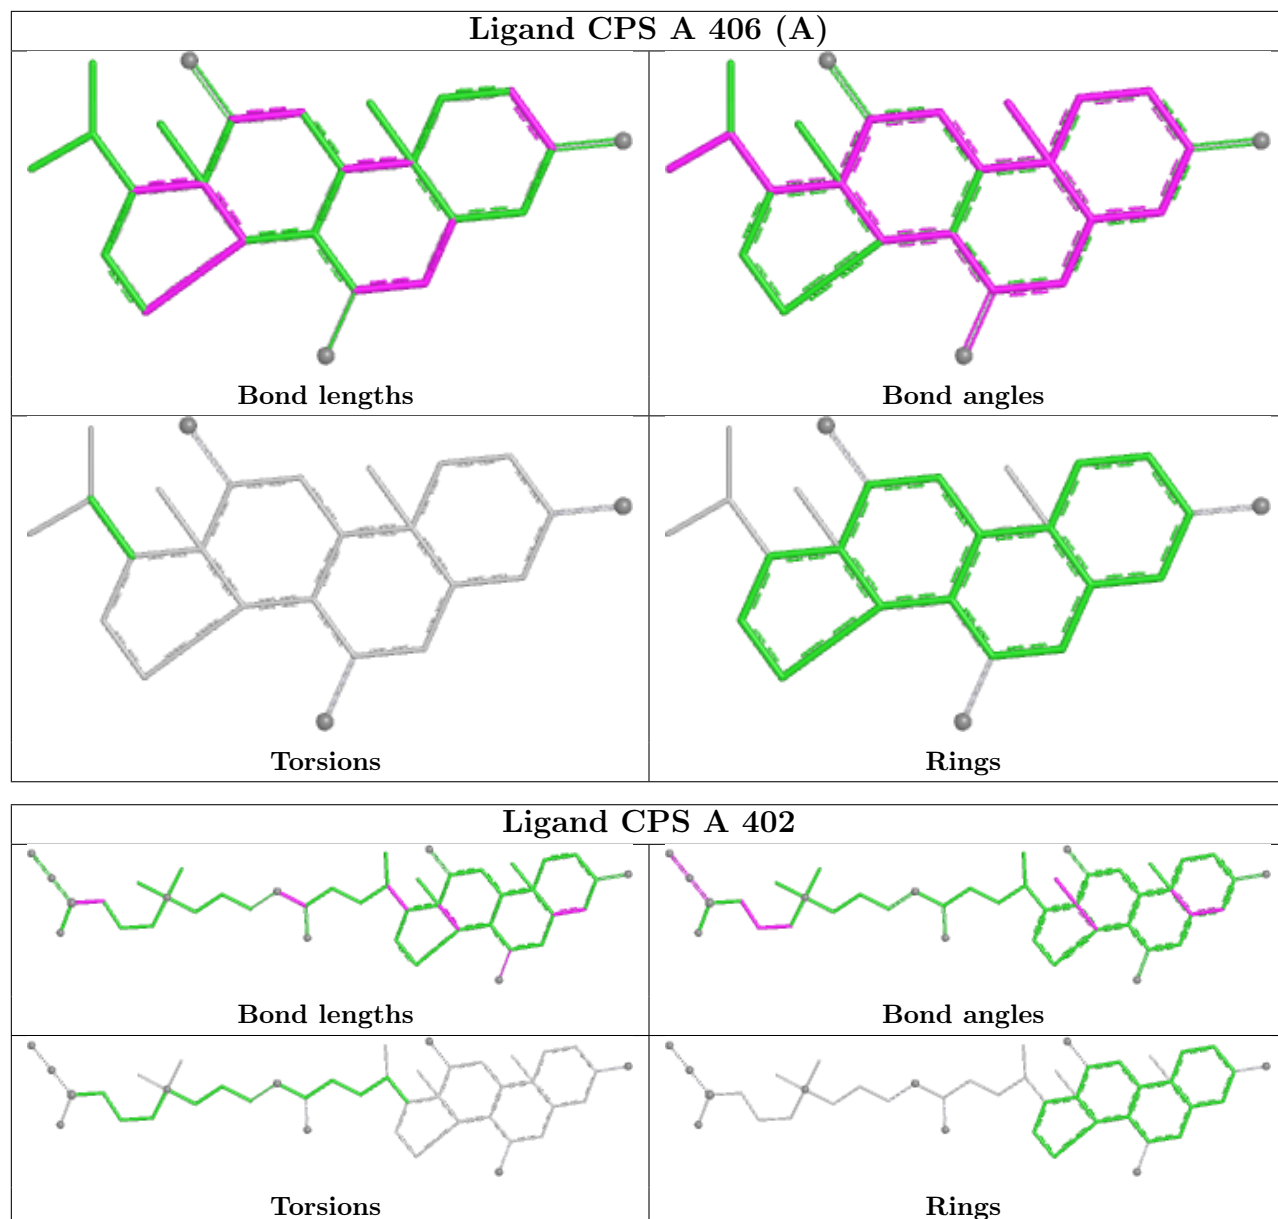 Ligand CPS A 406 (A)
Bond lengths
Bond angles
Torsions
Rings
Ligand CPS A 402
Bond lengths
Bond angles
Torsions
Rings